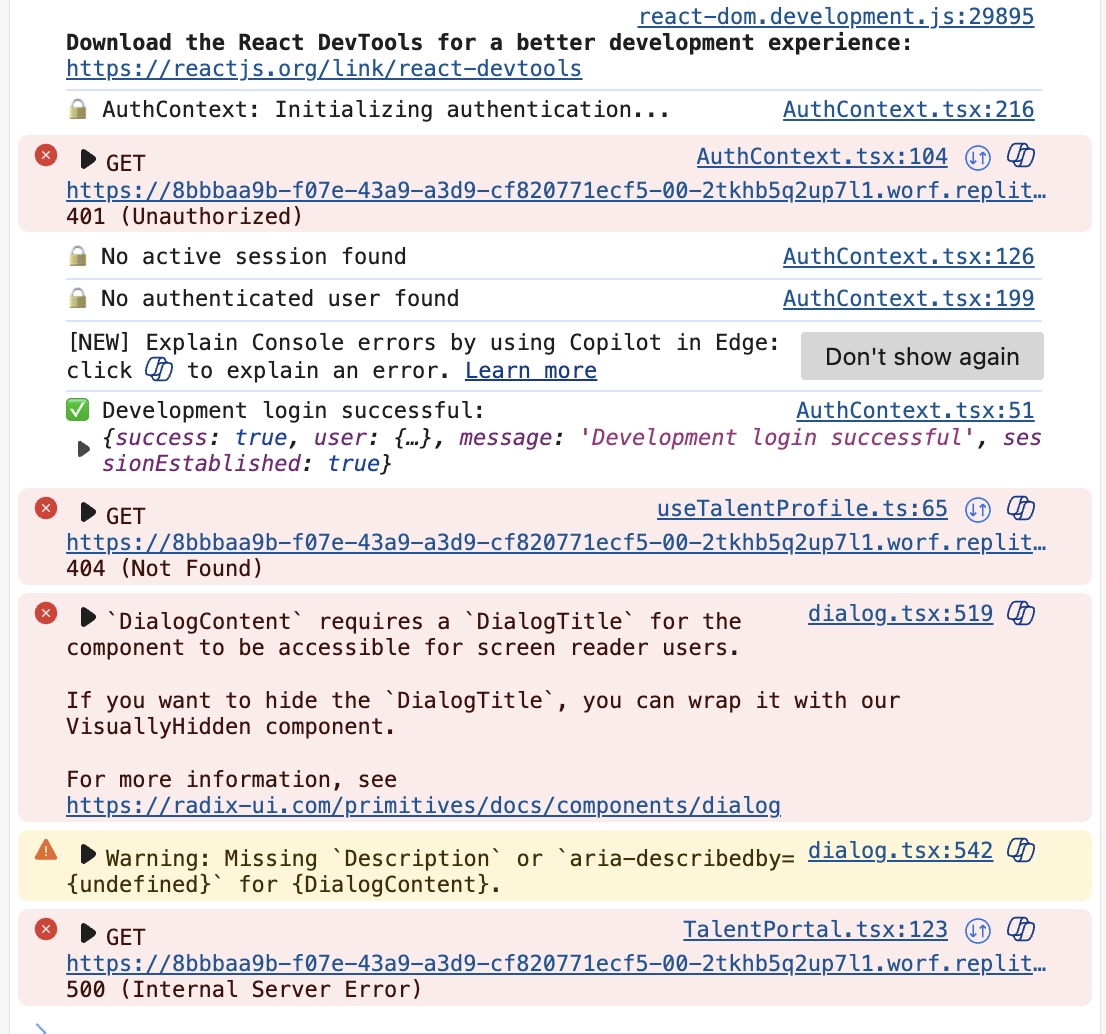 react-dom.development.js:29895
Download the React DevTools for a better development experience:
https://reactjs.org/link/react-devtools
🔒 AuthContext: Initializing authentication... AuthContext.tsx:216
GET AuthContext.tsx:104
https://8bbbaa9b-f07e-43a9-a3d9-cf820771ecf5-00-2tkhb5q2up7l1.worf.replit…
401 (Unauthorized)
🔒 No active session found AuthContext.tsx:126
🔒 No authenticated user found AuthContext.tsx:199
[NEW] Explain Console errors by using Copilot in Edge: Don't show again
click to explain an error. Learn more
✅ Development login successful: AuthContext.tsx:51
{success: true, user: {…}, message: 'Development login successful', ses
sionEstablished: true}
GET useTalentProfile.ts:65
https://8bbbaa9b-f07e-43a9-a3d9-cf820771ecf5-00-2tkhb5q2up7l1.worf.replit…
404 (Not Found)
`DialogContent` requires a `DialogTitle` for the dialog.tsx:519
component to be accessible for screen reader users.
If you want to hide the `DialogTitle`, you can wrap it with our
VisuallyHidden component.
For more information, see
https://radix-ui.com/primitives/docs/components/dialog
Warning: Missing `Description` or `aria-describedby= dialog.tsx:542
{undefined}` for {DialogContent}.
GET TalentPortal.tsx:123
https://8bbbaa9b-f07e-43a9-a3d9-cf820771ecf5-00-2tkhb5q2up7l1.worf.replit…
500 (Internal Server Error)